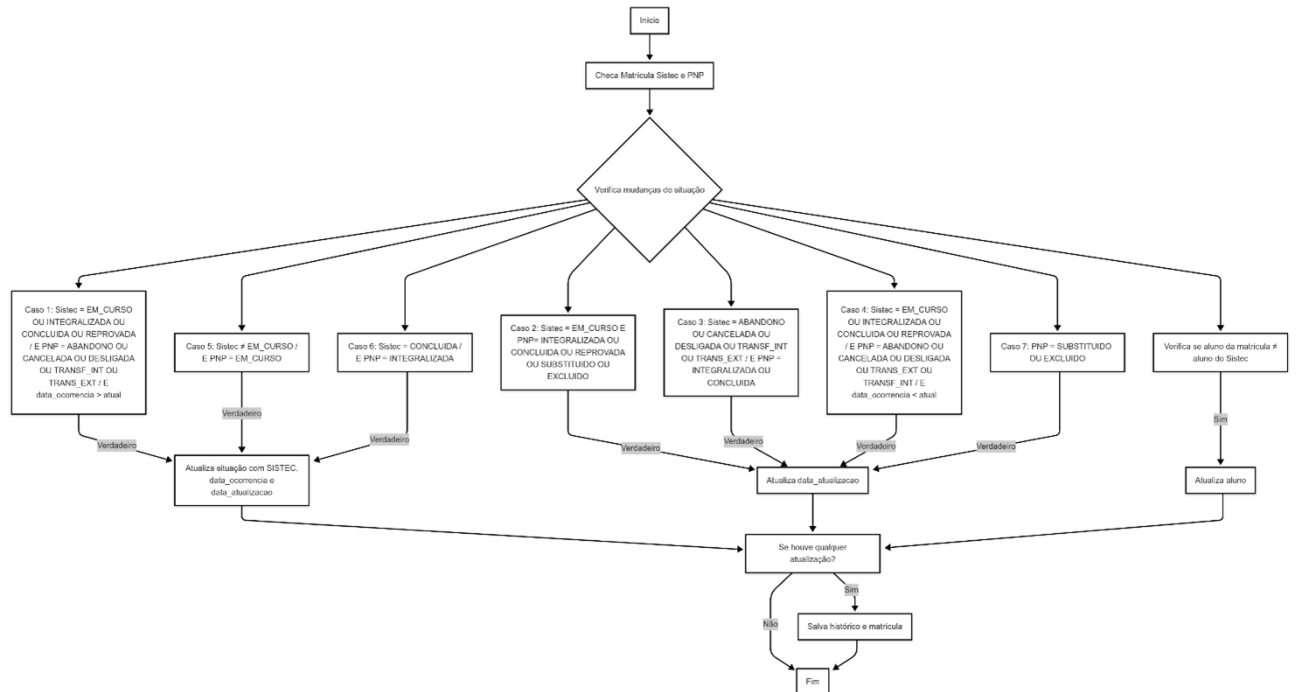 Início
Checa Matrícula Sistec e PNP
Verifica mudanças de situação
Caso 1: Sistec = EM_CURSO
OU INTEGRALIZADA OU
CONCLUIDA OU REPROVADA
/ E PNP = ABANDONO OU
CANCELADA OU DESLIGADA
OU TRANSF_INT OU
TRANS_EXT / E
data_ocorrencia > atual
Caso 5: Sistec ≠ EM_CURSO /
E PNP = EM_CURSO
Caso 6: Sistec = CONCLUIDA /
E PNP = INTEGRALIZADA
Caso 2: Sistec = EM_CURSO E
PNP= INTEGRALIZADA OU
CONCLUIDA OU REPROVADA
OU SUBSTITUIDO OU
EXCLUIDO
Caso 3: Sistec = ABANDONO
OU CANCELADA OU
DESLIGADA OU TRANSF_INT
OU TRANS_EXT / E PNP =
INTEGRALIZADA OU
CONCLUIDA
Caso 4: Sistec = EM_CURSO
OU INTEGRALIZADA OU
CONCLUIDA OU REPROVADA
/ E PNP = ABANDONO OU
CANCELADA OU DESLIGADA
OU TRANS_EXT OU
TRANSF_INT / E
data_ocorrencia < atual
Caso 7: PNP = SUBSTITUIDO
OU EXCLUIDO
Verifica se aluno da matrícula ≠
aluno do Sistec
Verdadeiro
Verdadeiro
Verdadeiro
Verdadeiro
Verdadeiro
Verdadeiro
Verdadeiro
Sim
Atualiza situação com SISTEC,
data_ocorrencia e
data_atualizacao
Atualiza data_atualizacao
Atualiza aluno
Se houve qualquer
atualização?
Não
Sim
Salva histórico e matrícula
Fim